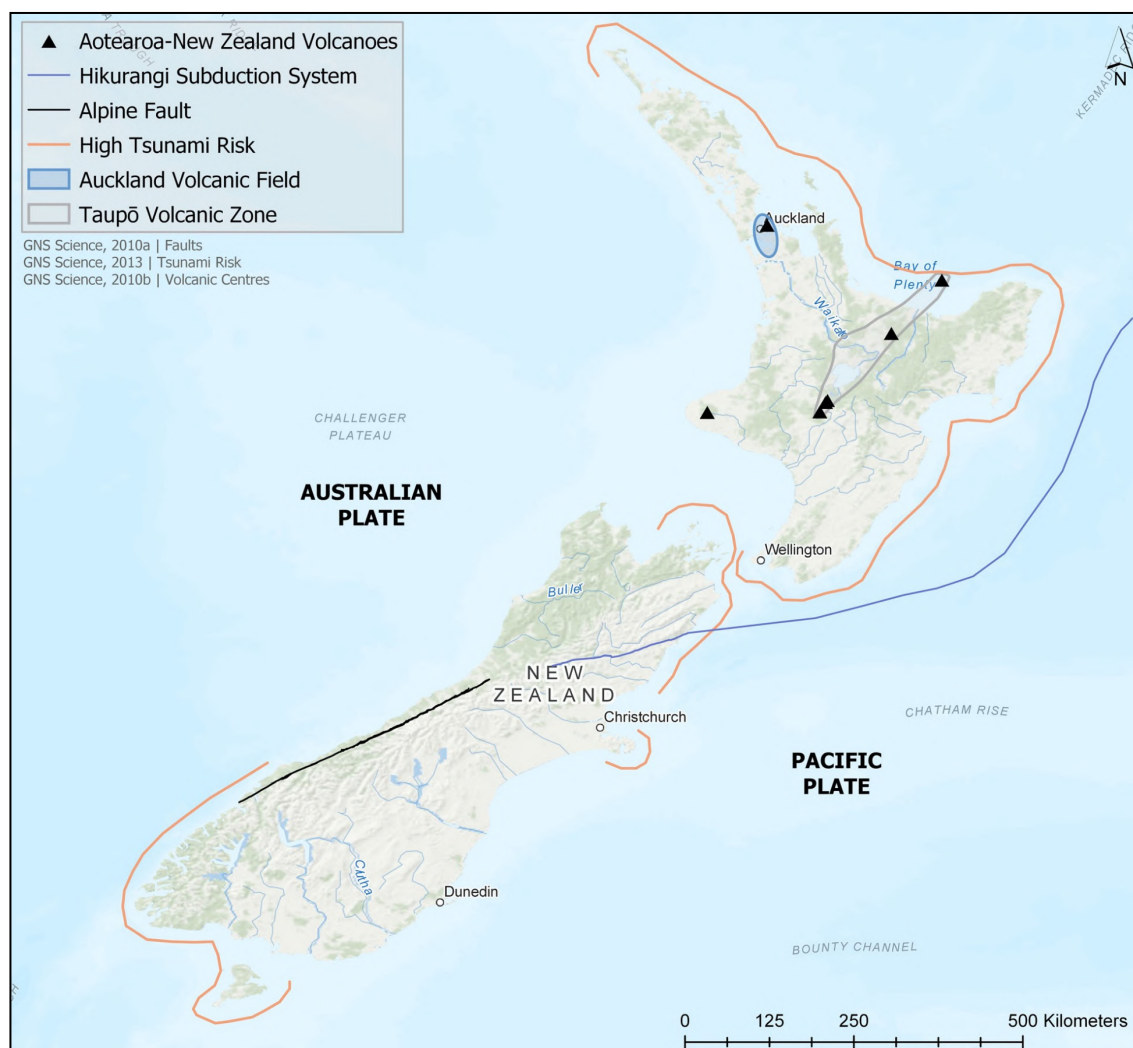 Aotearoa-New Zealand Volcanoes
Hikurangi Subduction System
Alpine Fault
High Tsunami Risk
Auckland Volcanic Field
Taupō Volcanic Zone
GNS Science, 2010a | Faults
GNS Science, 2013 | Tsunami Risk
GNS Science, 2010b | Volcanic Centres
N
KERMADEC RIDGE
Auckland
Bay of
Plenty
CHALLENGER
PLATEAU
AUSTRALIAN
PLATE
Wellington
Buller
NEW
ZEALAND
Christchurch
CHATHAM RISE
PACIFIC
PLATE
Clutha
Dunedin
BOUNTY CHANNEL
0 125 250 500 Kilometers